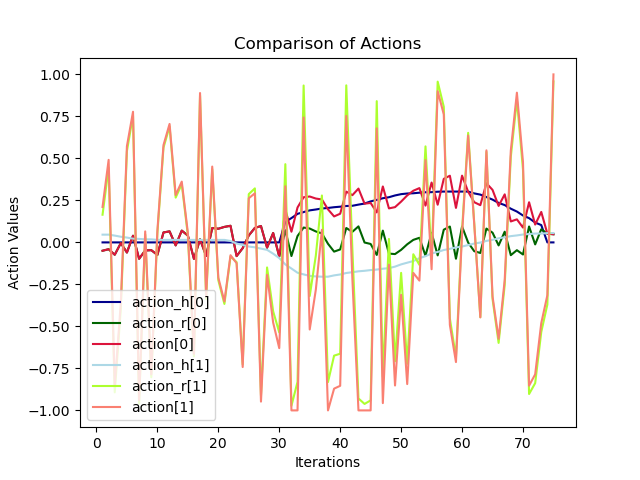 Comparison of Actions
Action Values
1.00
0.75
0.50
0.25
0.00
−0.25
−0.50
−0.75
−1.00
action_h[0]
action_r[0]
action[0]
action_h[1]
action_r[1]
action[1]
0 10 20 30 40 50 60 70
Iterations